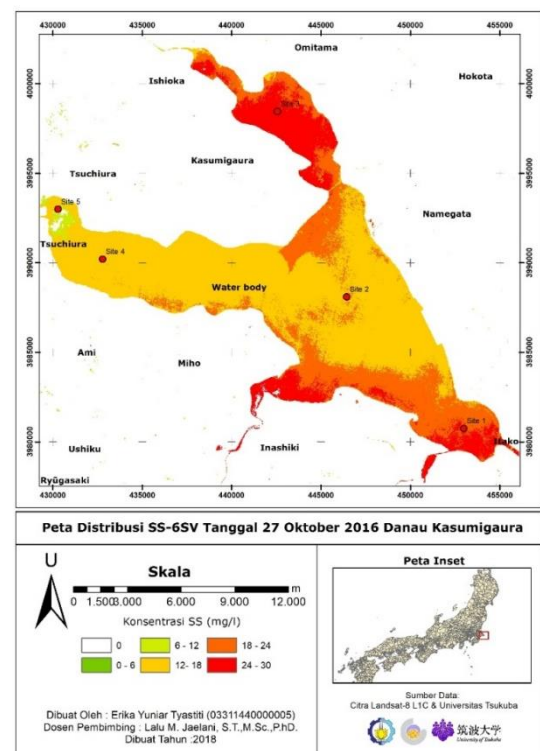 430000 435000 440000 445000 450000 455000
Omitama
Ishioka
Hokota
4000000
4000000
Site 3
Kasumigaura
Tsuchiura
3995000
3995000
Namegata
Site 5
Tsuchiura
Site 4
3990000
3990000
Water body
Site 2
Ami
Miho
3985000
3985000
Site 1
Itako
Ushiku
Inashiki
3980000
3980000
Ryūgasaki
430000 435000 440000 445000 450000 455000
Peta Distribusi SS-6SV Tanggal 27 Oktober 2016 Danau Kasumigaura
U
Skala
m
0 1.500 3.000 6.000 9.000 12.000
Konsentrasi SS (mg/l)
0 6 - 12 18 - 24
0 - 6 12 - 18 24 - 30
Dibuat Oleh : Erika Yuniar Tyastiti (03311440000005)
Dosen Pembimbing : Lalu M. Jaelani, S.T.,M.Sc.,P.hD.
Dibuat Tahun :2018
Peta Inset
Sumber Data:
Citra Landsat-8 L1C & Universitas Tsukuba
筑波大学
University of Tsukuba